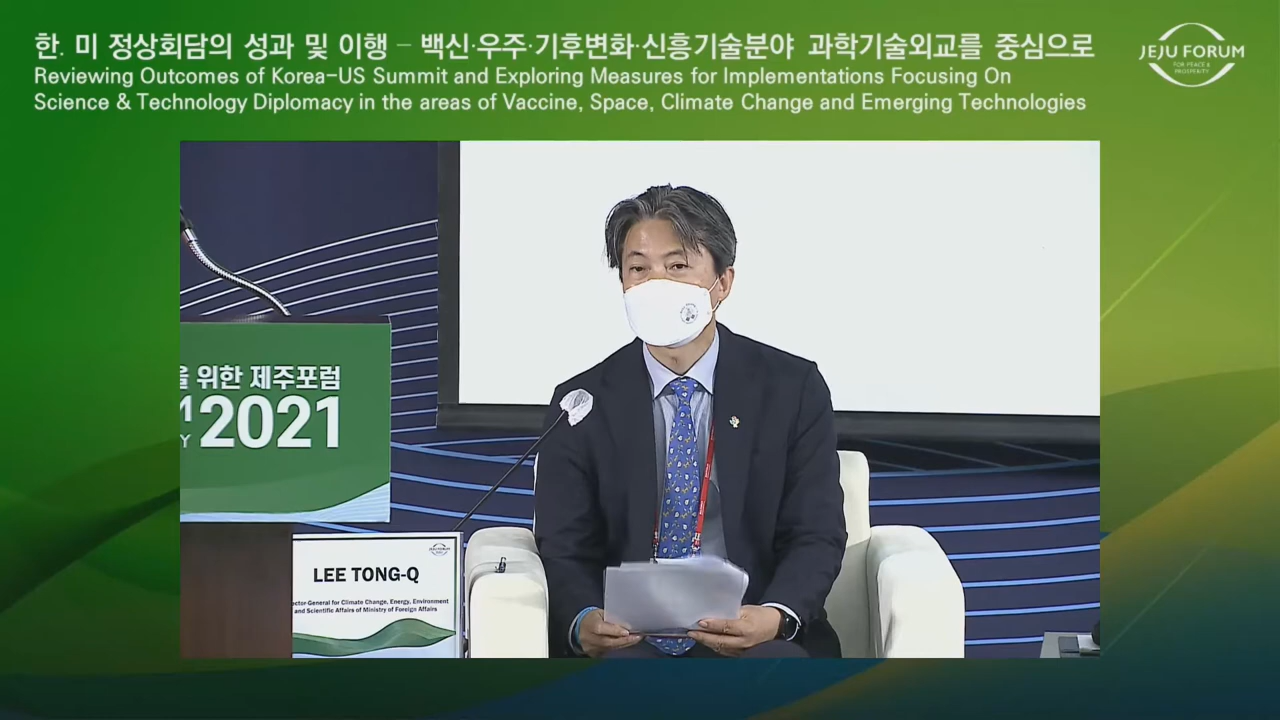 한. 미 정상회담의 성과 및 이행 – 백신·우주·기후변화·신흥기술분야 과학기술외교를 중심으로
Reviewing Outcomes of Korea-US Summit and Exploring Measures for Implementations Focusing On
Science & Technology Diplomacy in the areas of Vaccine, Space, Climate Change and Emerging Technologies
JEJU FORUM
FOR PEACE &
PROSPERITY
위한 제주포럼
2021
JEJU FORUM
LEE TONG-Q
ctor-General for Climate Change, Energy, Environment
and Scientific Affairs of Ministry of Foreign Affairs